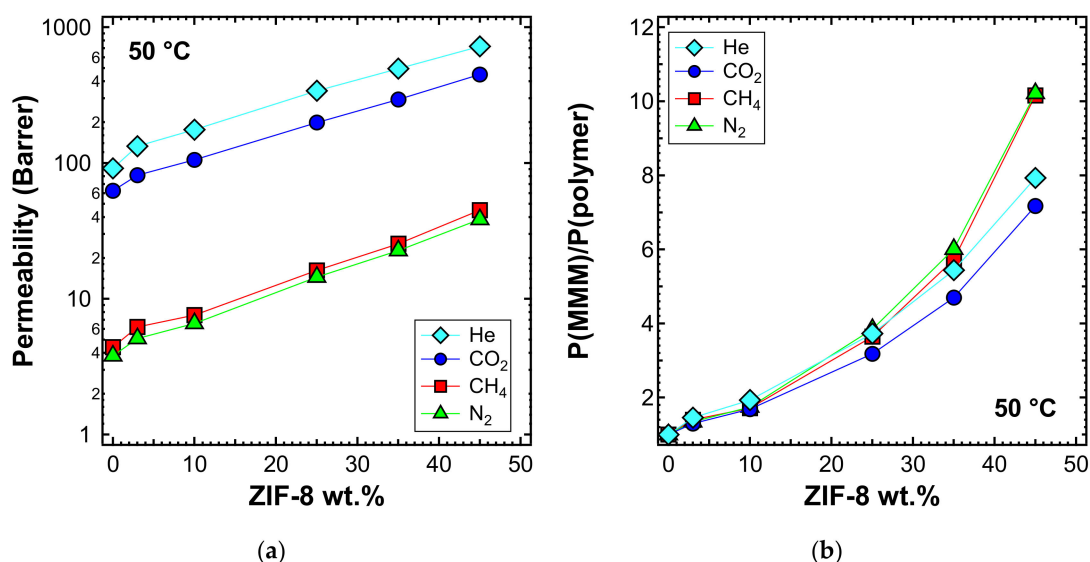 1000
6
4
2
100
6
4
2
10
6
4
2
1
Permeability (Barrer)
50 °C
He
CO₂
CH₄
N₂
0 10 20 30 40 50
ZIF-8 wt.%
(a)
12
10
8
6
4
2
P(MMM)/P(polymer)
He
CO₂
CH₄
N₂
50 °C
0 10 20 30 40 50
ZIF-8 wt.%
(b)